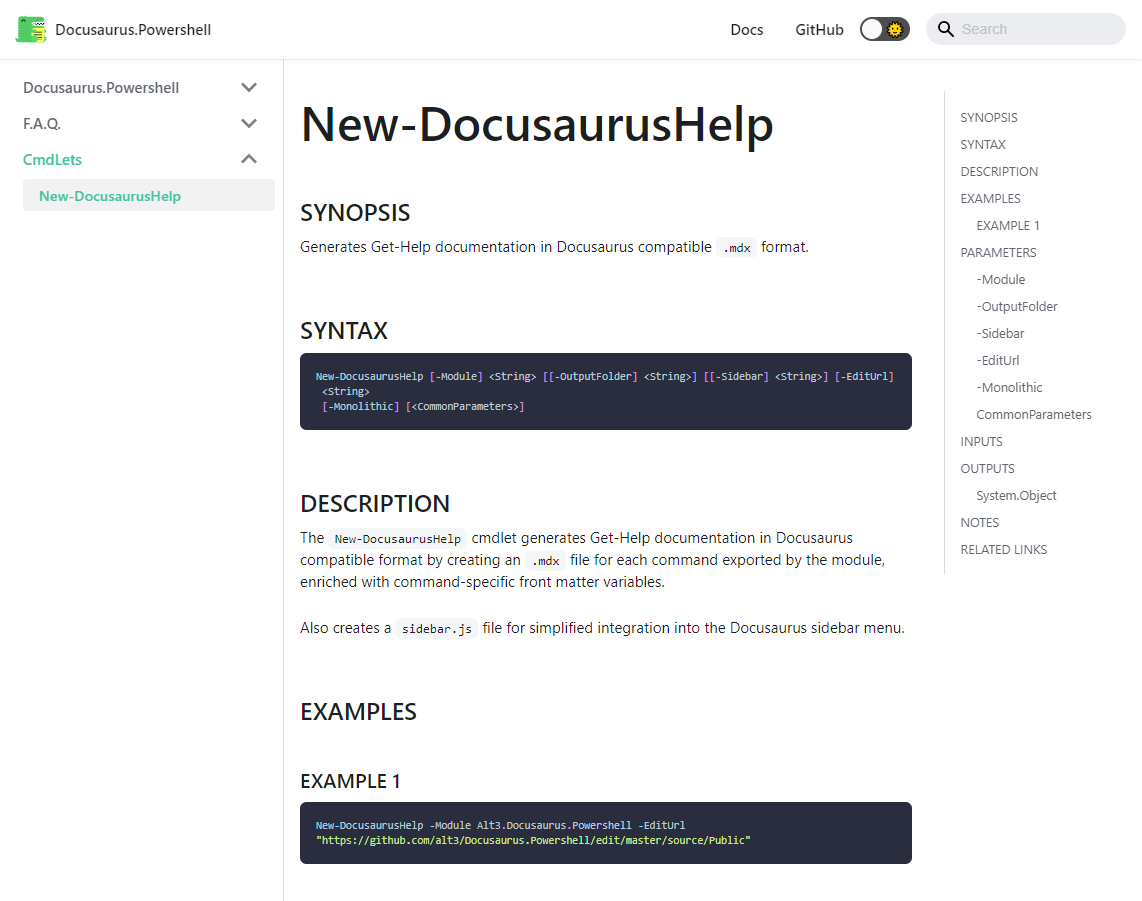 Docusaurus.Powershell
Docs
GitHub
Search
Docusaurus.Powershell
F.A.Q.
CmdLets
New-DocusaurusHelp
New-DocusaurusHelp
SYNOPSIS
Generates Get-Help documentation in Docusaurus compatible .mdx format.
SYNTAX
New-DocusaurusHelp [-Module] <String> [[-OutputFolder] <String>] [[-Sidebar] <String>] [-EditUrl]
<String>
[-Monolithic] [<CommonParameters>]
DESCRIPTION
The New-DocusaurusHelp cmdlet generates Get-Help documentation in Docusaurus
compatible format by creating an .mdx file for each command exported by the module,
enriched with command-specific front matter variables.
Also creates a sidebar.js file for simplified integration into the Docusaurus sidebar menu.
EXAMPLES
EXAMPLE 1
New-DocusaurusHelp -Module Alt3.Docusaurus.Powershell -EditUrl
"https://github.com/alt3/Docusaurus.Powershell/edit/master/source/Public"
SYNOPSIS
SYNTAX
DESCRIPTION
EXAMPLES
EXAMPLE 1
PARAMETERS
-Module
-OutputFolder
-Sidebar
-EditUrl
-Monolithic
CommonParameters
INPUTS
OUTPUTS
System.Object
NOTES
RELATED LINKS